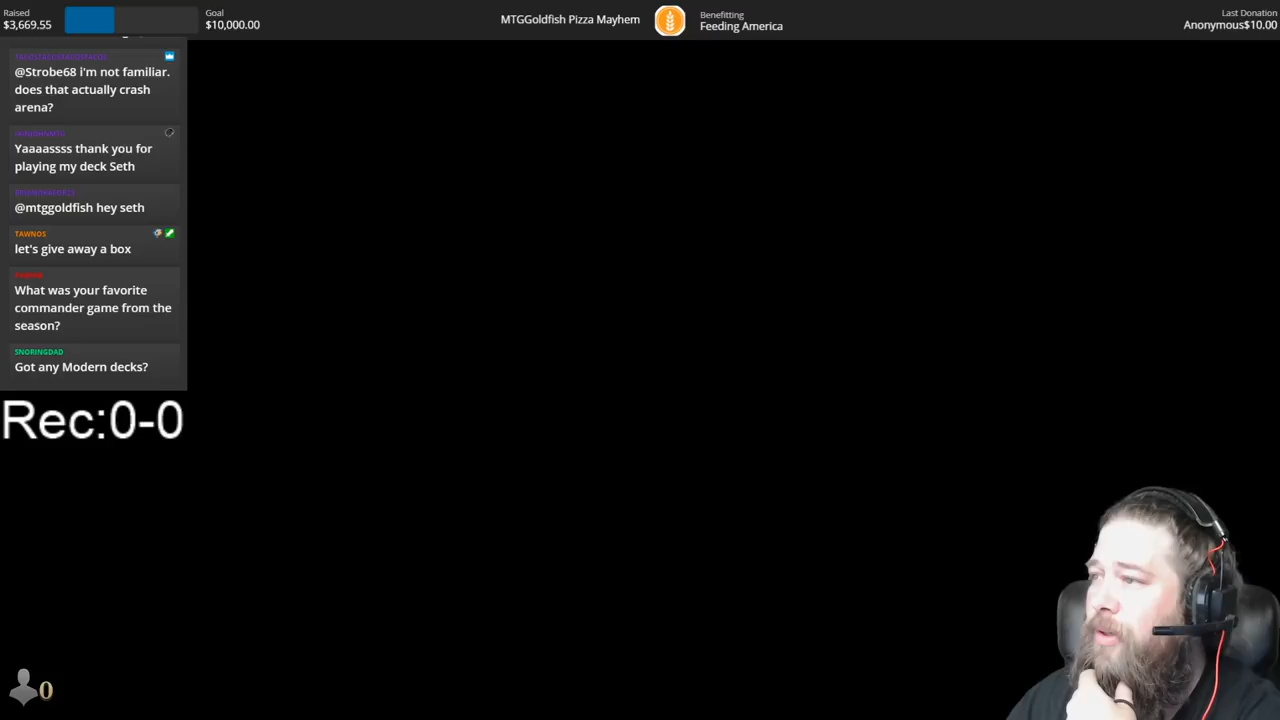 Raised
$3,669.55
Goal
$10,000.00
MTGGoldfish Pizza Mayhem
Benefitting
Feeding America
Last Donation
Anonymous$10.00
@Strobe68 i'm not familiar.
does that actually crash
arena?
Yaaaassss thank you for
playing my deck Seth
@mtggoldfish hey seth
TAWNOS
let's give away a box
What was your favorite
commander game from the
season?
SNORINGDAD
Got any Modern decks?
Rec:0-0
0